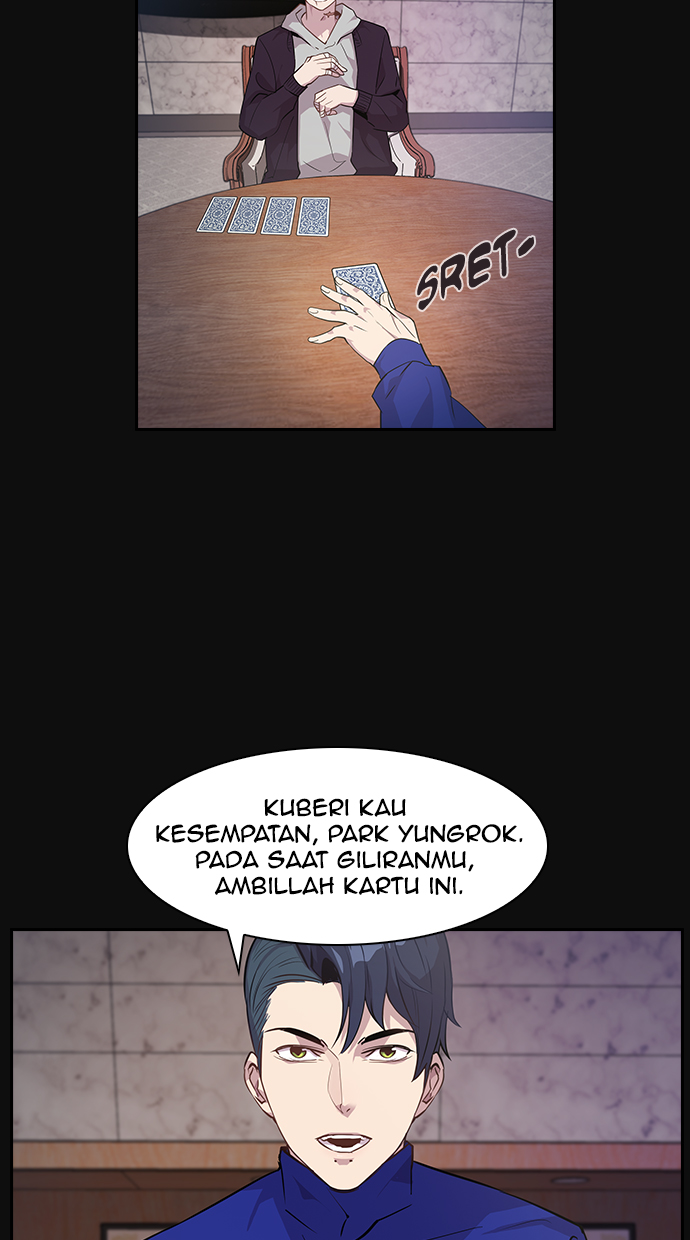 SRET-
KUBERI KAU
KESEMPATAN, PARK YUNGROK.
PADA SAAT GILIRANMU,
AMBILLAH KARTU INI.